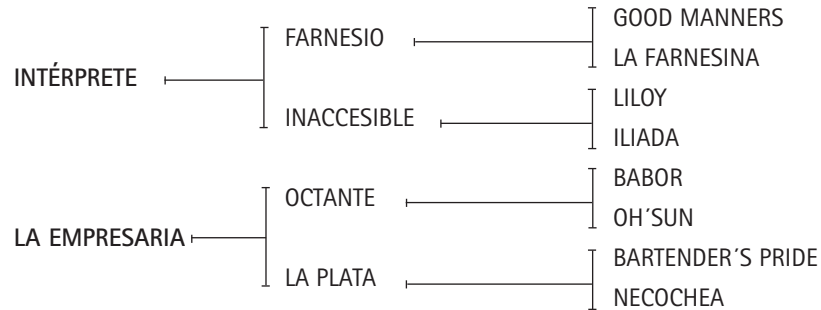 GOOD MANNERS
FARNESIO
LA FARNESINA
INTÉRPRETE
LILOY
INACCESIBLE
ILIADA
BABOR
OCTANTE
OH´SUN
LA EMPRESARIA
BARTENDER´S PRIDE
LA PLATA
NECOCHEA